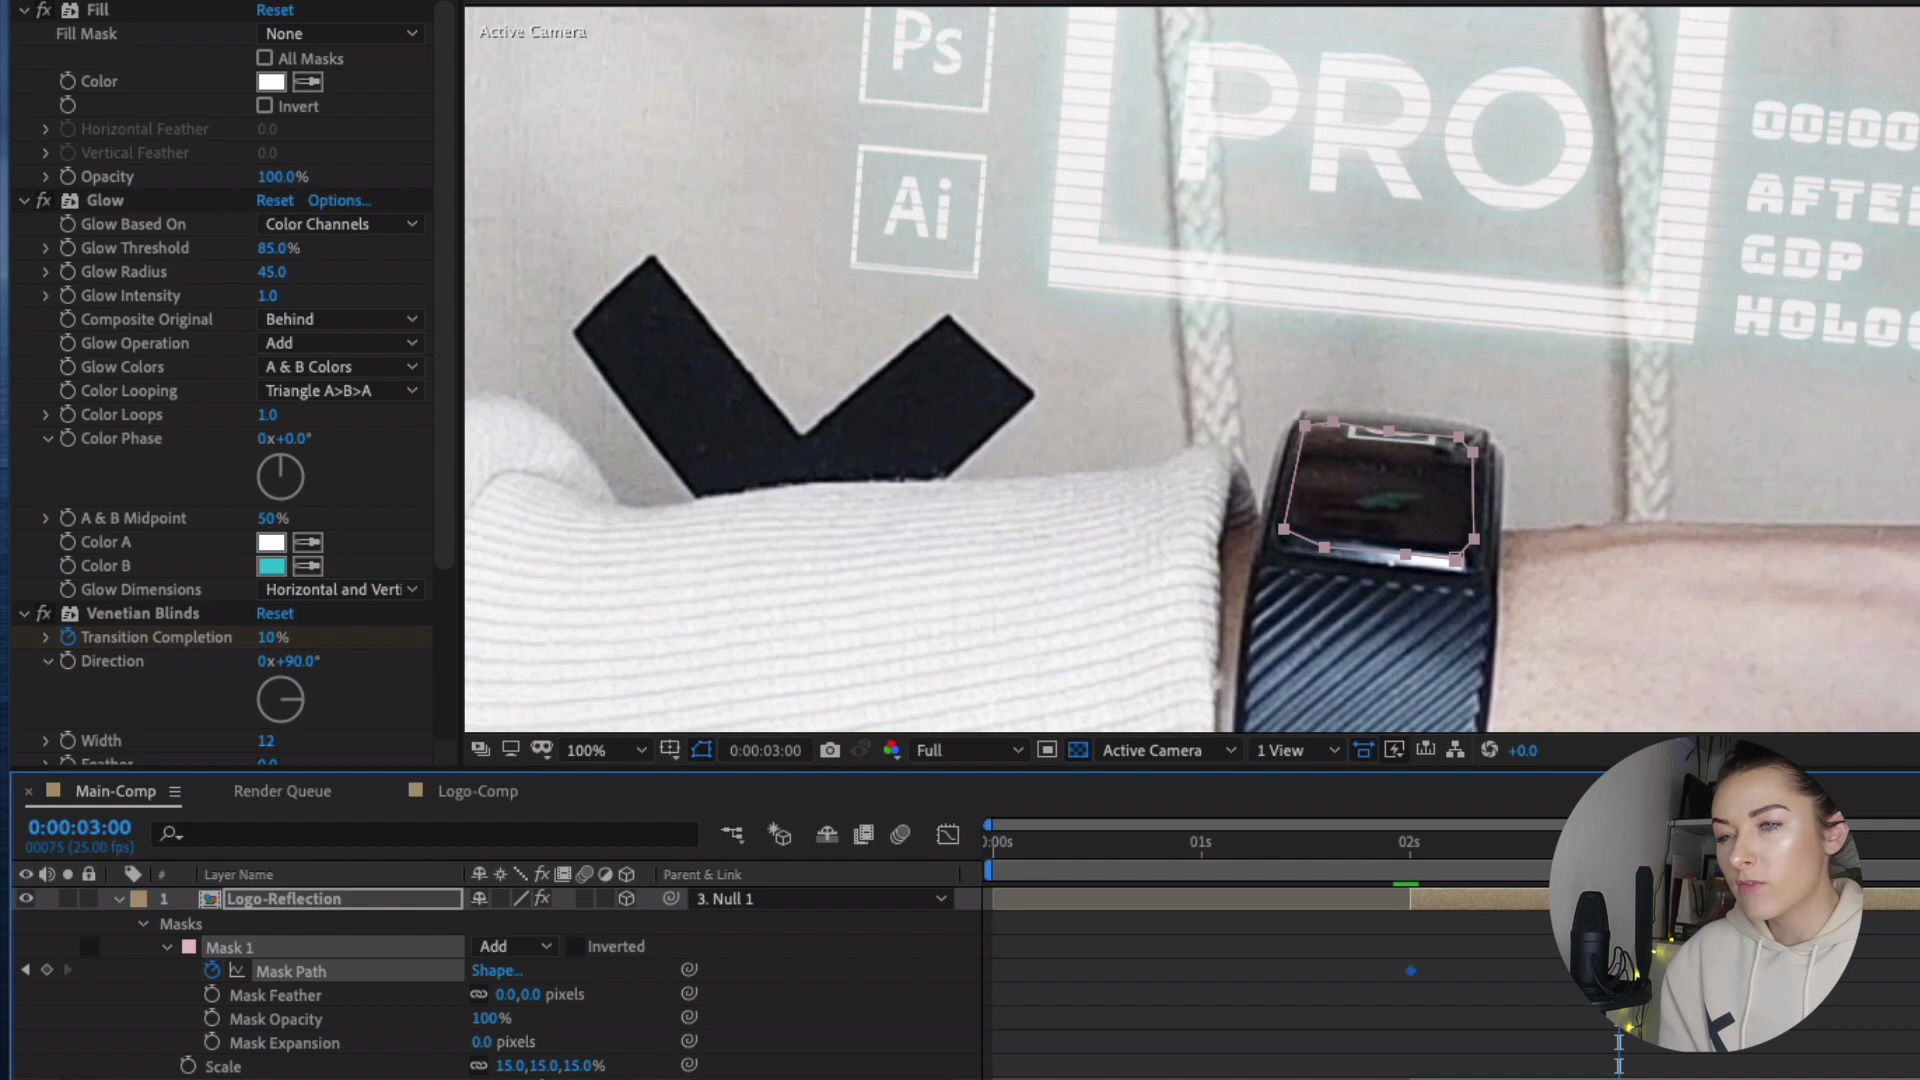 Fill Reset
Fill Mask None
All Masks
Color
Invert
Horizontal Feather 0.0
Vertical Feather 0.0
Opacity 100.0%
Glow Reset Options...
Glow Based On Color Channels
Glow Threshold 85.0%
Glow Radius 45.0
Glow Intensity 1.0
Composite Original Behind
Glow Operation Add
Glow Colors A & B Colors
Color Looping Triangle A>B>A
Color Loops 1.0
Color Phase 0x+0.0°
A & B Midpoint 50%
Color A
Color B
Glow Dimensions Horizontal and Verti
Venetian Blinds Reset
Transition Completion 10%
Direction 0x+90.0°
Width 12
Feather 0.0
Active Camera
Ps
Ai
PRO
00:00
AFTE
GDP
HOLO
100% 0:00:03:00 Full Active Camera 1 View +0.0
Main-Comp Render Queue Logo-Comp
0:00:03:00
00075 (25.00 fps)
:00s 01s 02s
# Layer Name Parent & Link
1 Logo-Reflection 3. Null 1
Masks
Mask 1 Add Inverted
Mask Path Shape...
Mask Feather 0.0,0.0 pixels
Mask Opacity 100%
Mask Expansion 0.0 pixels
Scale 15.0,15.0,15.0%